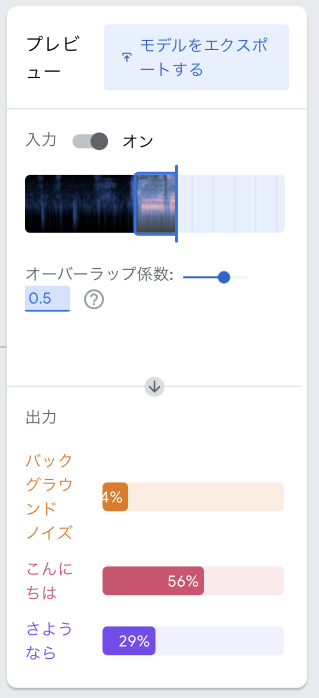 プレビ
ュー
モデルをエクスポ
ートする
入力
オン
オーバーラップ係数:
0.5
出力
バック
グラウ
ンド
ノイズ
4%
こんに
ちは
56%
さよう
なら
29%